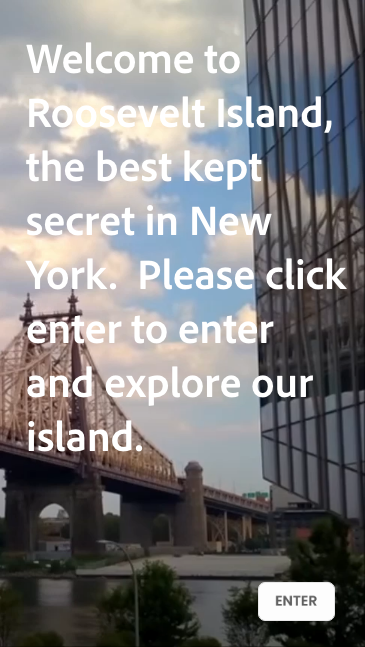 Welcome to
Roosevelt Island,
the best kept
secret in New
York.  Please click
enter to enter
and explore our
island.
ENTER